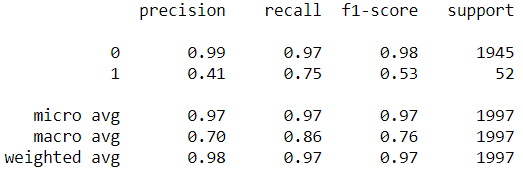 precision recall f1-score support
0 0.99 0.97 0.98 1945
1 0.41 0.75 0.53 52
micro avg 0.97 0.97 0.97 1997
macro avg 0.70 0.86 0.76 1997
weighted avg 0.98 0.97 0.97 1997